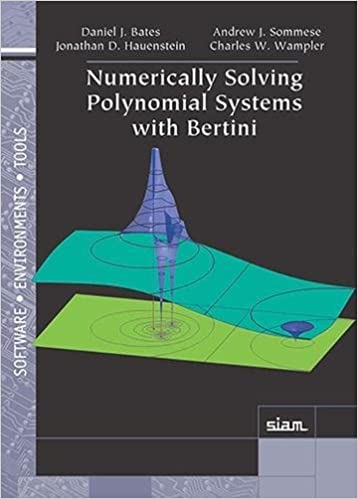 Daniel J. Bates Andrew J. Sommese
Jonathan D. Hauenstein Charles W. Wampler
Numerically Solving
Polynomial Systems
with Bertini
SOFTWARE • ENVIRONMENTS • TOOLS
siam